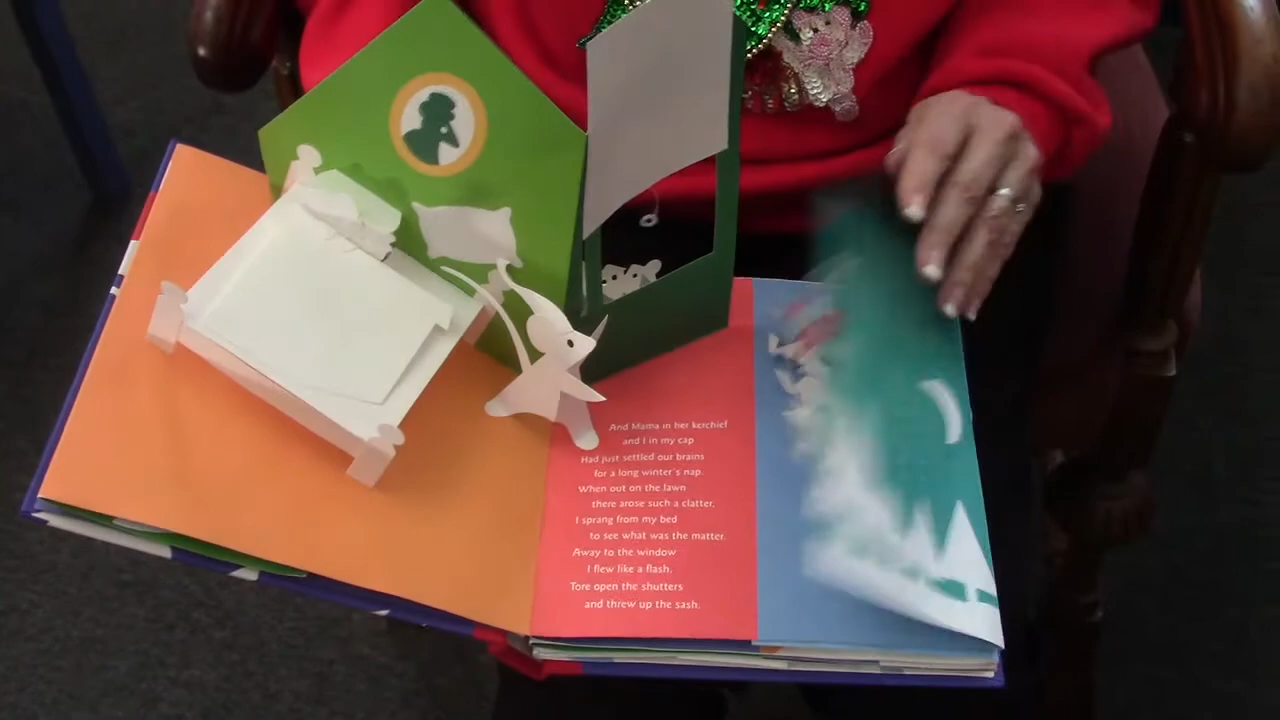 And Mama in her kerchief
and I in my cap
Had just settled our brains
for a long winter's nap.
When out on the lawn
there arose such a clatter,
I sprang from my bed
to see what was the matter.
Away to the window
I flew like a flash,
Tore open the shutters
and threw up the sash.